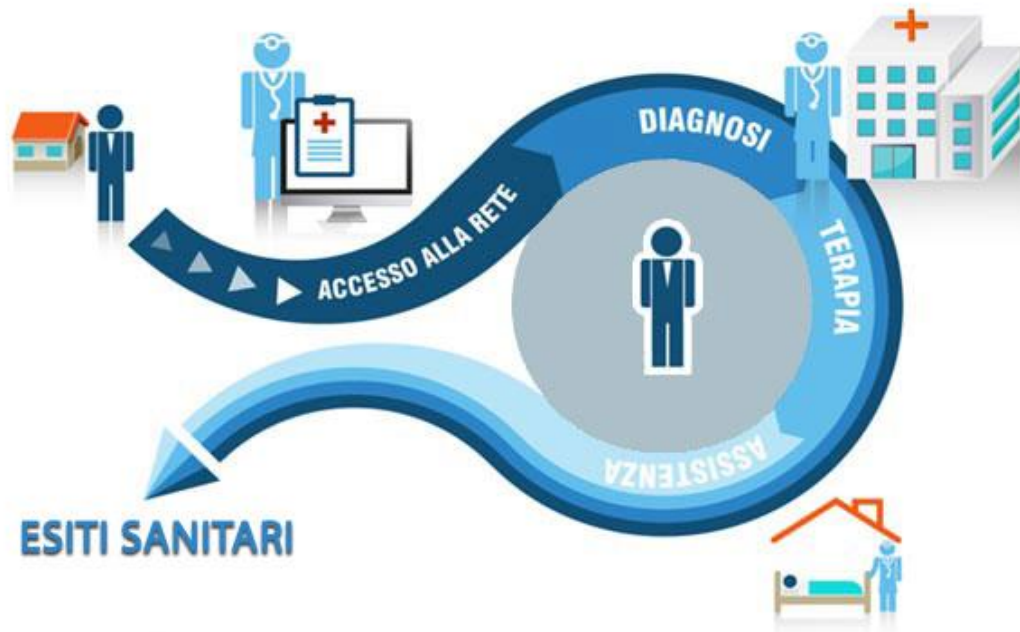 ACCESSO ALLA RETE
DIAGNOSI
TERAPIA
ASSISTENZA
ESITI SANITARI